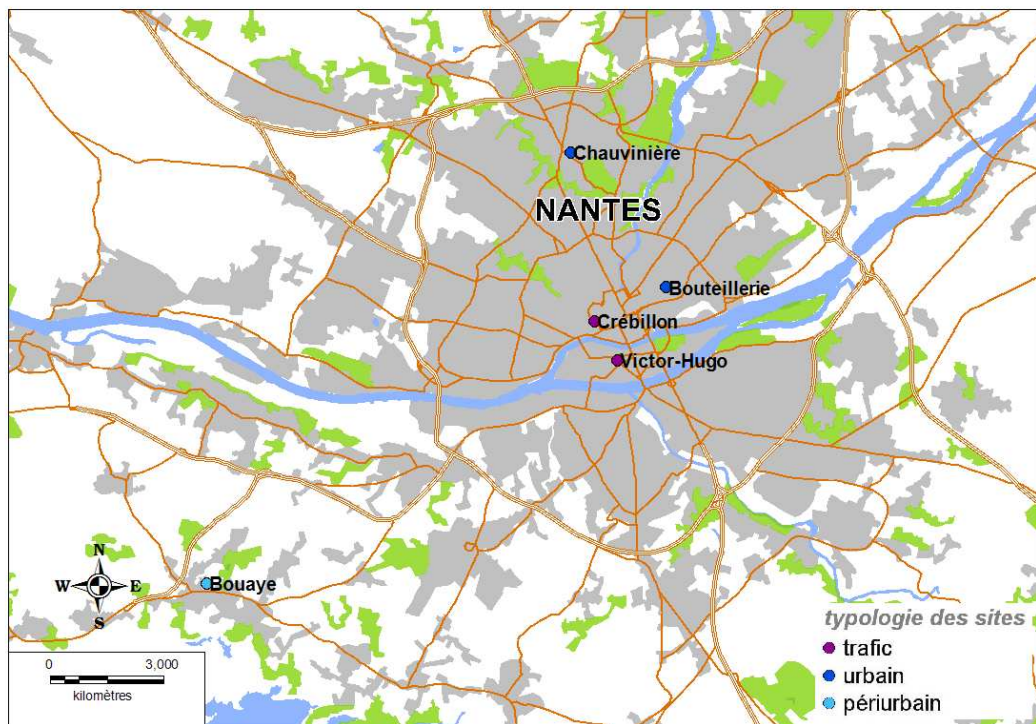 Chauvinière
NANTES
Bouteillerie
Crébillon
Victor-Hugo
N
W
E
S
Bouaye
0 3,000
kilomètres
typologie des sites
trafic
urbain
périurbain